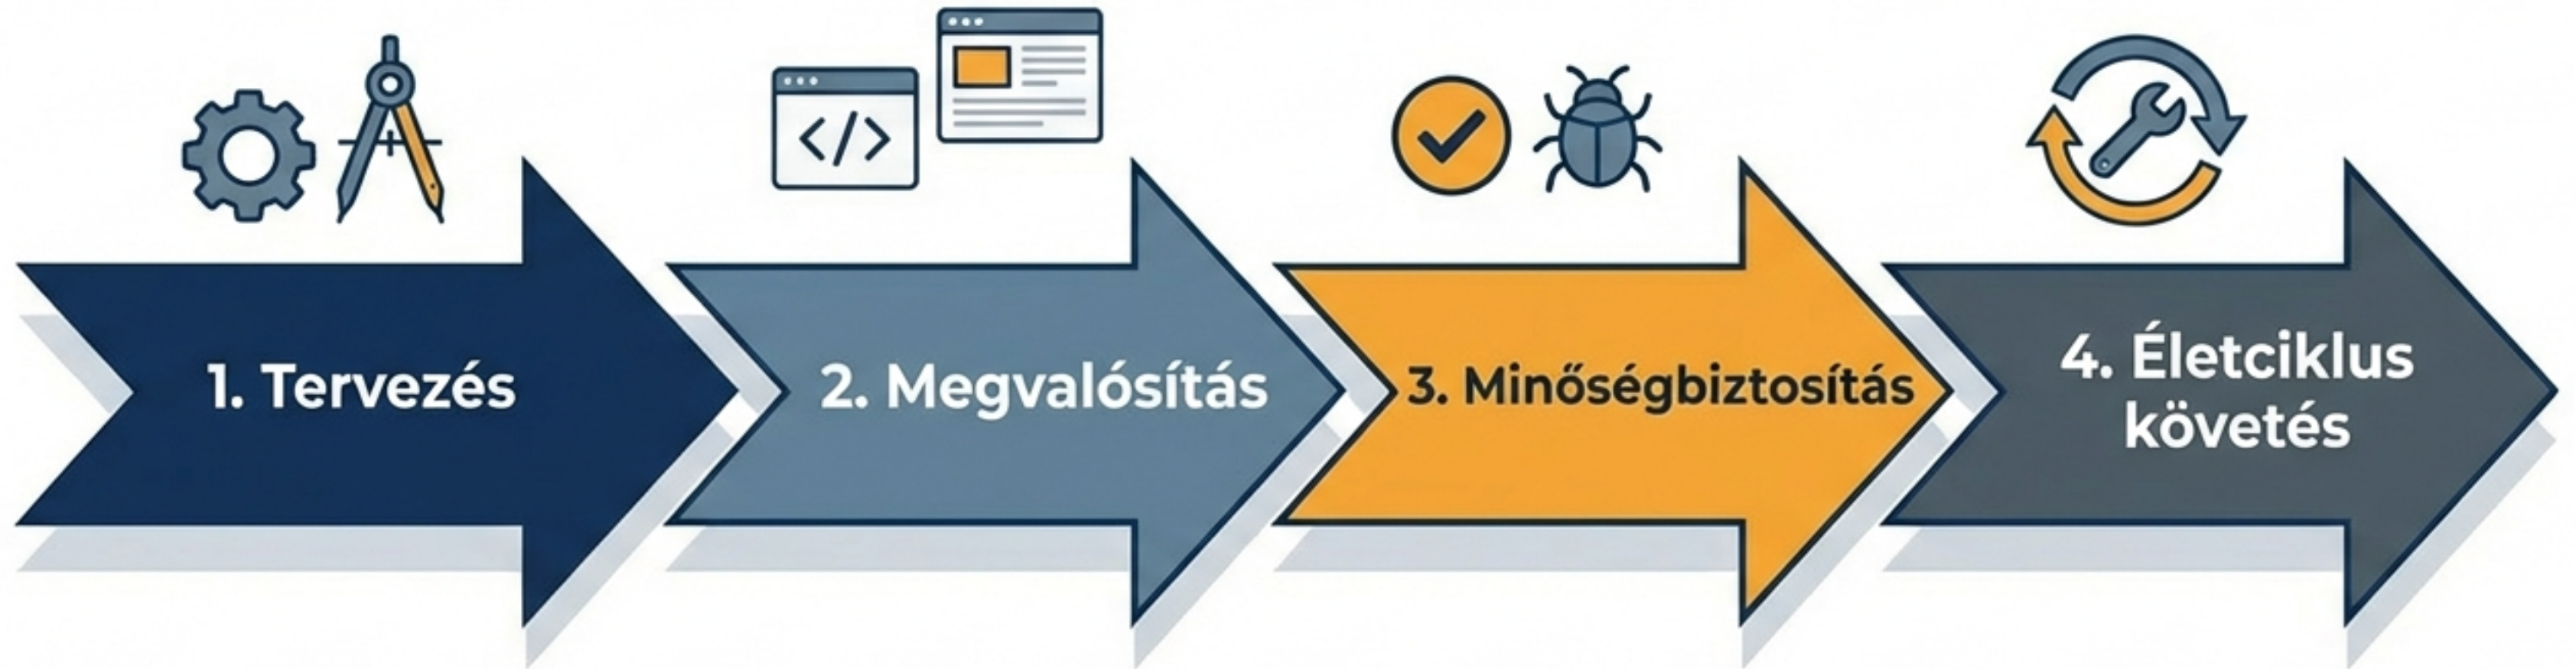 1. Tervezés
</>
2. Megvalósítás
3. Minőségbiztosítás
4. Életciklus
követés